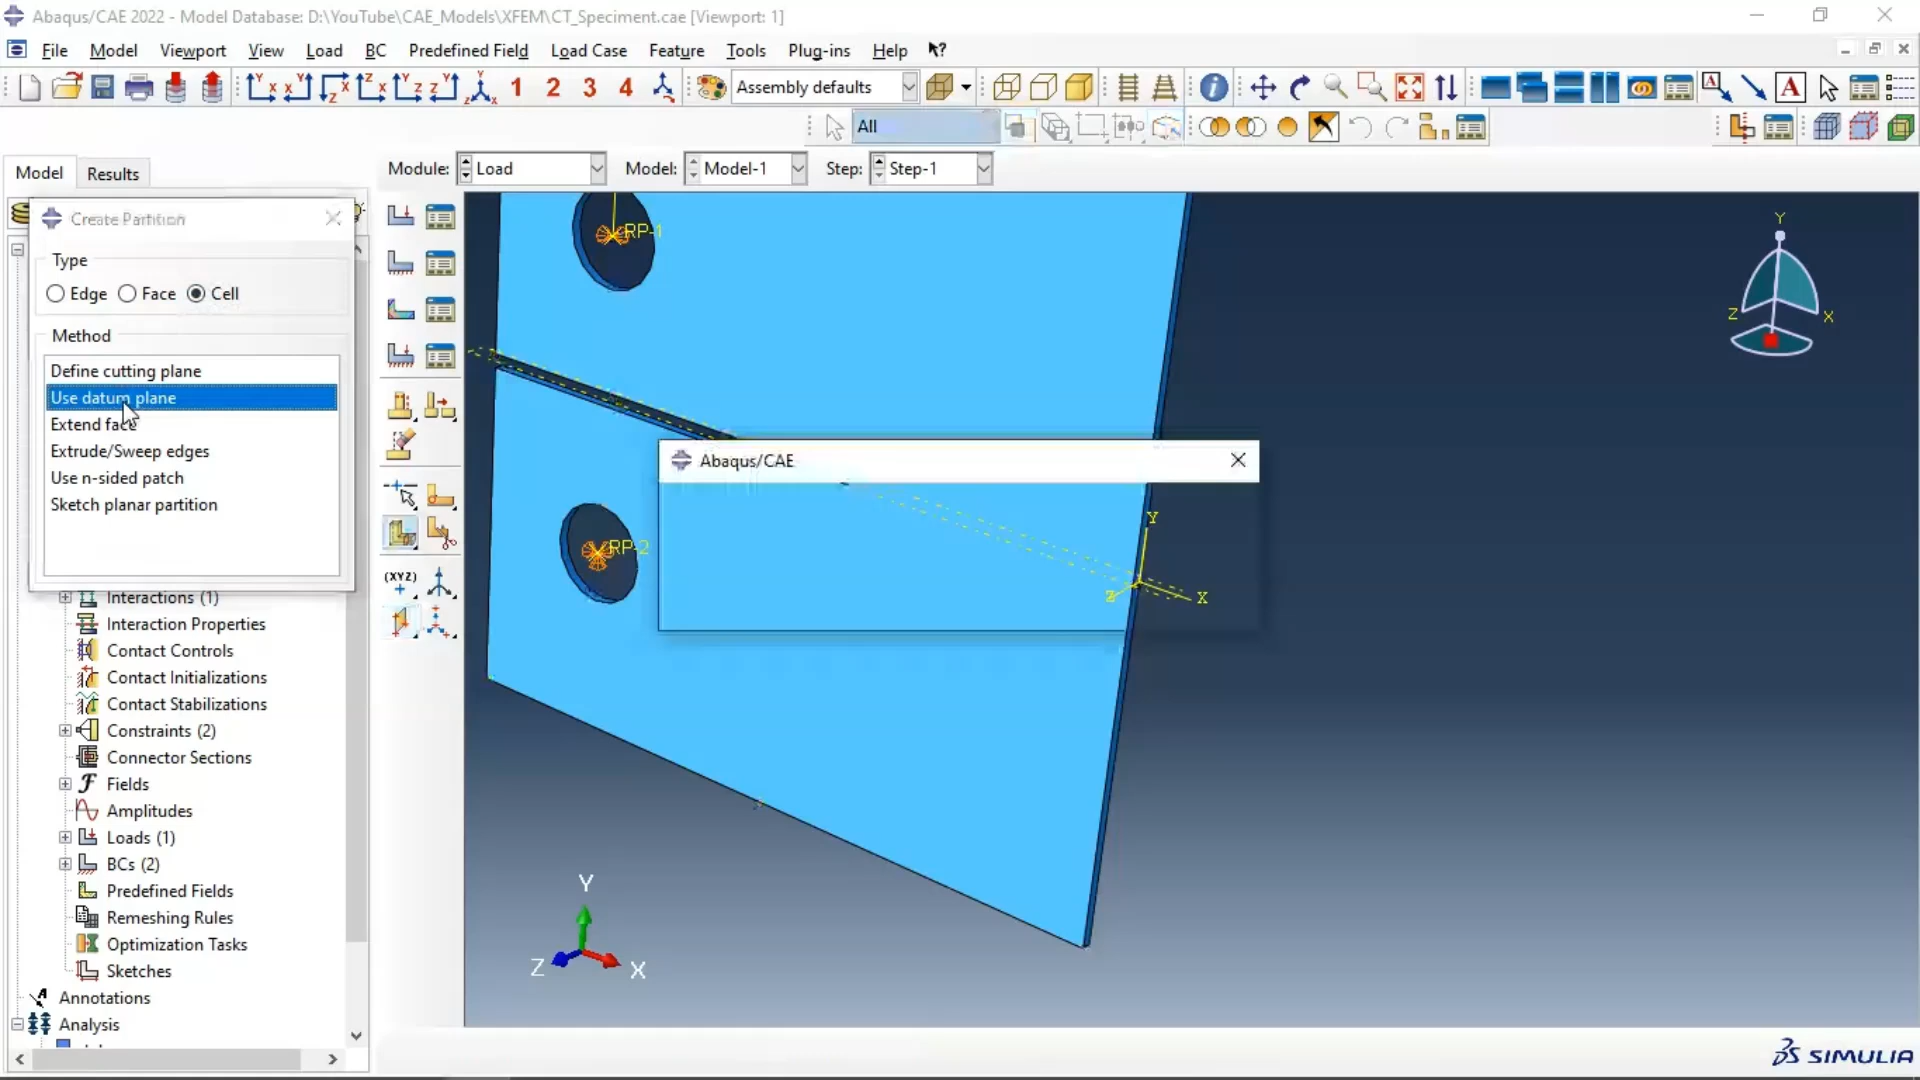 Abaqus/CAE 2022 - Model Database: D:\YouTube\CAE_Models\XFEM\CT_Speciment.cae [Viewport: 1]
File Model Viewport View Load BC Predefined Field Load Case Feature Tools Plug-ins Help
1 2 3 4 Assembly defaults
All
Model Results
Module: Load Model: Model-1 Step: Step-1
Create Partition
Type
Edge Face Cell
Method
Define cutting plane
Use datum plane
Extend face
Extrude/Sweep edges
Use n-sided patch
Sketch planar partition
Interactions (1)
Interaction Properties
Contact Controls
Contact Initializations
Contact Stabilizations
Constraints (2)
Connector Sections
Fields
Amplitudes
Loads (1)
BCs (2)
Predefined Fields
Remeshing Rules
Optimization Tasks
Sketches
Annotations
Analysis
(XYZ)
RP-1
RP-2
Abaqus/CAE
Y
X
Z
Y
Z
X
Y
Z
X
SIMULIA